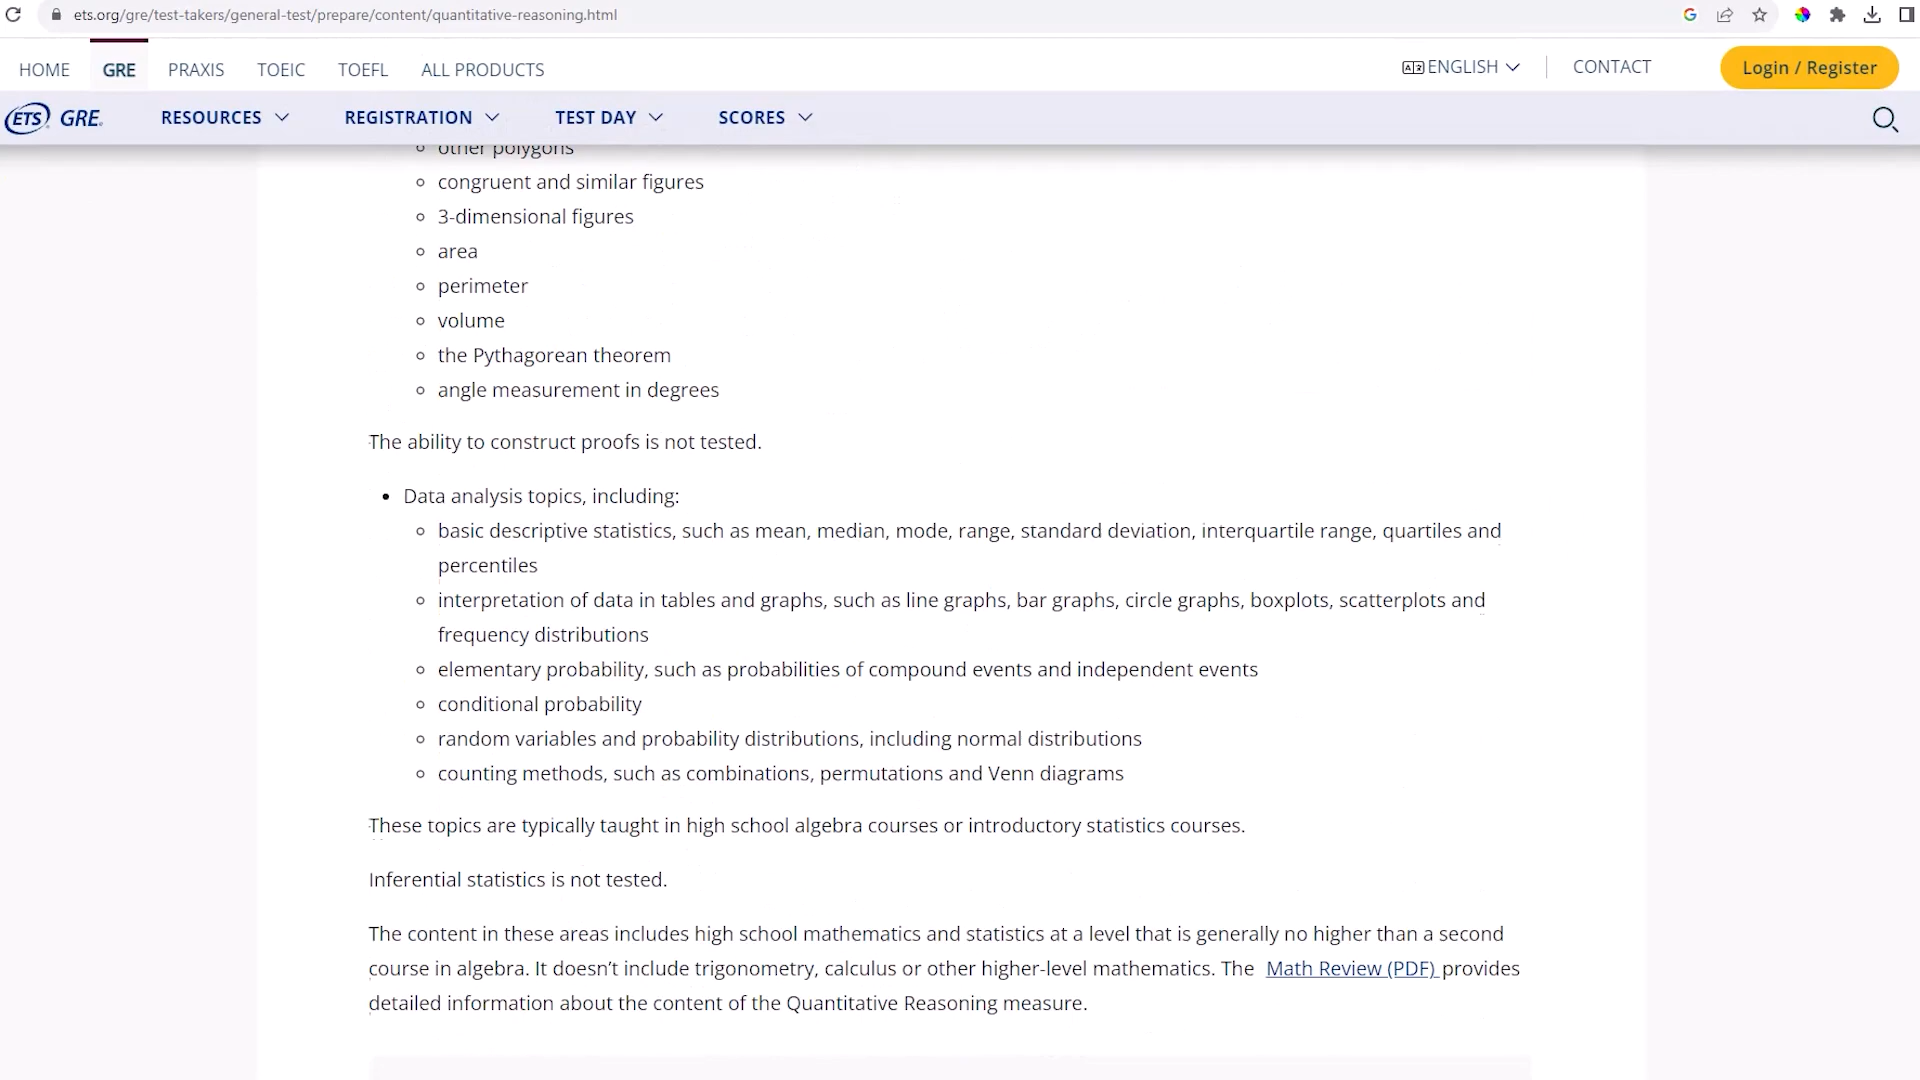 ets.org/gre/test-takers/general-test/prepare/content/quantitative-reasoning.html
HOME GRE PRAXIS TOEIC TOEFL ALL PRODUCTS ENGLISH CONTACT Login / Register
ETS GRE RESOURCES REGISTRATION TEST DAY SCORES
other polygons
congruent and similar figures
3-dimensional figures
area
perimeter
volume
the Pythagorean theorem
angle measurement in degrees
The ability to construct proofs is not tested.
Data analysis topics, including:
basic descriptive statistics, such as mean, median, mode, range, standard deviation, interquartile range, quartiles and
percentiles
interpretation of data in tables and graphs, such as line graphs, bar graphs, circle graphs, boxplots, scatterplots and
frequency distributions
elementary probability, such as probabilities of compound events and independent events
conditional probability
random variables and probability distributions, including normal distributions
counting methods, such as combinations, permutations and Venn diagrams
These topics are typically taught in high school algebra courses or introductory statistics courses.
Inferential statistics is not tested.
The content in these areas includes high school mathematics and statistics at a level that is generally no higher than a second
course in algebra. It doesn’t include trigonometry, calculus or other higher-level mathematics. The Math Review (PDF) provides
detailed information about the content of the Quantitative Reasoning measure.